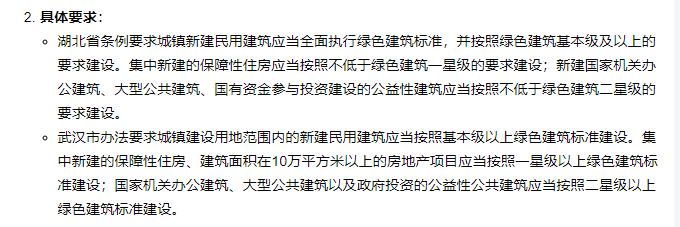 2. 具体要求：
湖北省条例要求城镇新建民用建筑应当全面执行绿色建筑标准，并按照绿色建筑基本级及以上的
要求建设。集中新建的保障性住房应当按照不低于绿色建筑一星级的要求建设；新建国家机关办
公建筑、大型公共建筑、国有资金参与投资建设的公益性建筑应当按照不低于绿色建筑二星级的
要求建设。
武汉市办法要求城镇建设用地范围内的新建民用建筑应当按照基本级以上绿色建筑标准建设。集
中新建的保障性住房、建筑面积在10万平方米以上的房地产项目应当按照一星级以上绿色建筑标
准建设；国家机关办公建筑、大型公共建筑以及政府投资的公益性公共建筑应当按照二星级以上
绿色建筑标准建设。